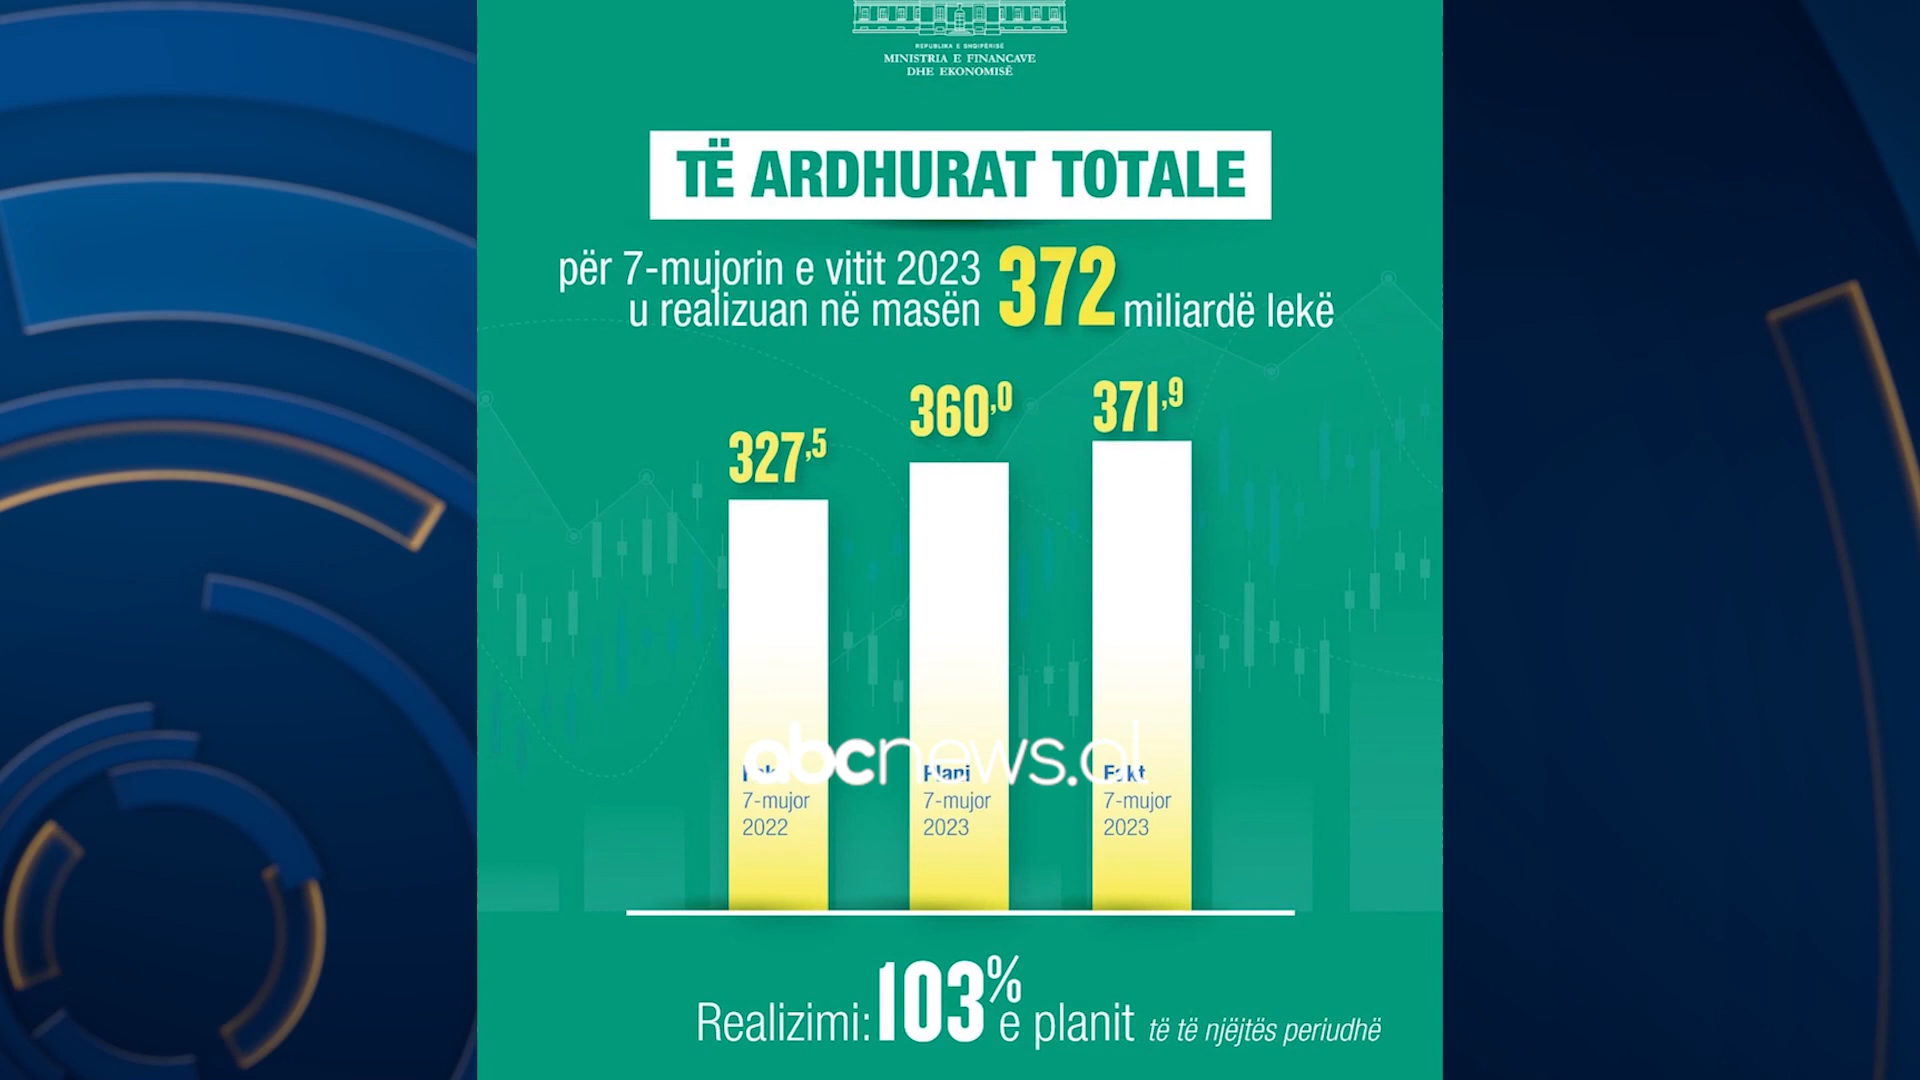 REPUBLIKA E SHQIPËRISË
MINISTRIA E FINANCAVE
DHE EKONOMISË
TË ARDHURAT TOTALE
për 7-mujorin e vitit 2023
u realizuan në masën 372 miliardë lekë
327,5
360,0
371,9
abcnews.al
Plani
Fakt
7-mujor
2022
7-mujor
2023
7-mujor
2023
Realizimi: 103% e planit të të njëjtës periudhë